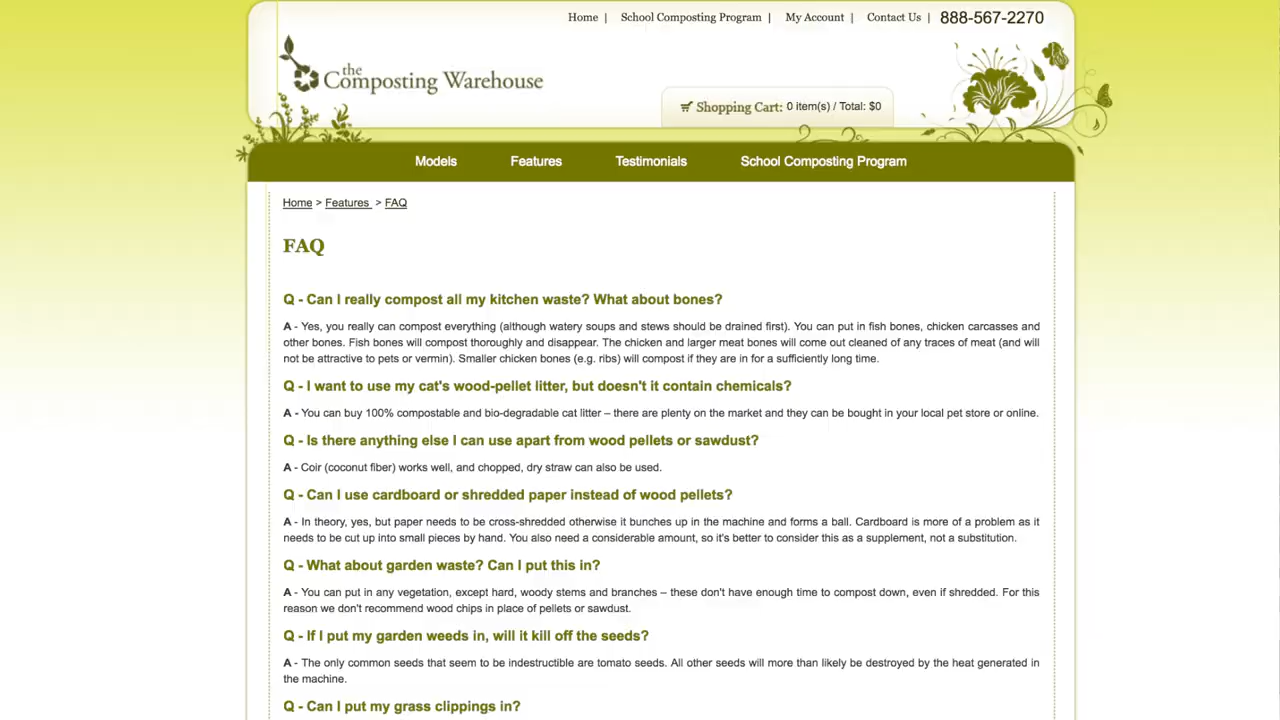 Home | School Composting Program | My Account | Contact Us | 888-567-2270
the
Composting Warehouse
Shopping Cart: 0 item(s) / Total: $0
Models Features Testimonials School Composting Program
Home > Features > FAQ
FAQ
Q - Can I really compost all my kitchen waste? What about bones?
A - Yes, you really can compost everything (although watery soups and stews should be drained first). You can put in fish bones, chicken carcasses and
other bones. Fish bones will compost thoroughly and disappear. The chicken and larger meat bones will come out cleaned of any traces of meat (and will
not be attractive to pets or vermin). Smaller chicken bones (e.g. ribs) will compost if they are in for a sufficiently long time.
Q - I want to use my cat's wood-pellet litter, but doesn't it contain chemicals?
A - You can buy 100% compostable and bio-degradable cat litter – there are plenty on the market and they can be bought in your local pet store or online.
Q - Is there anything else I can use apart from wood pellets or sawdust?
A - Coir (coconut fiber) works well, and chopped, dry straw can also be used.
Q - Can I use cardboard or shredded paper instead of wood pellets?
A - In theory, yes, but paper needs to be cross-shredded otherwise it bunches up in the machine and forms a ball. Cardboard is more of a problem as it
needs to be cut up into small pieces by hand. You also need a considerable amount, so it's better to consider this as a supplement, not a substitution.
Q - What about garden waste? Can I put this in?
A - You can put in any vegetation, except hard, woody stems and branches – these don't have enough time to compost down, even if shredded. For this
reason we don't recommend wood chips in place of pellets or sawdust.
Q - If I put my garden weeds in, will it kill off the seeds?
A - The only common seeds that seem to be indestructible are tomato seeds. All other seeds will more than likely be destroyed by the heat generated in
the machine.
Q - Can I put my grass clippings in?